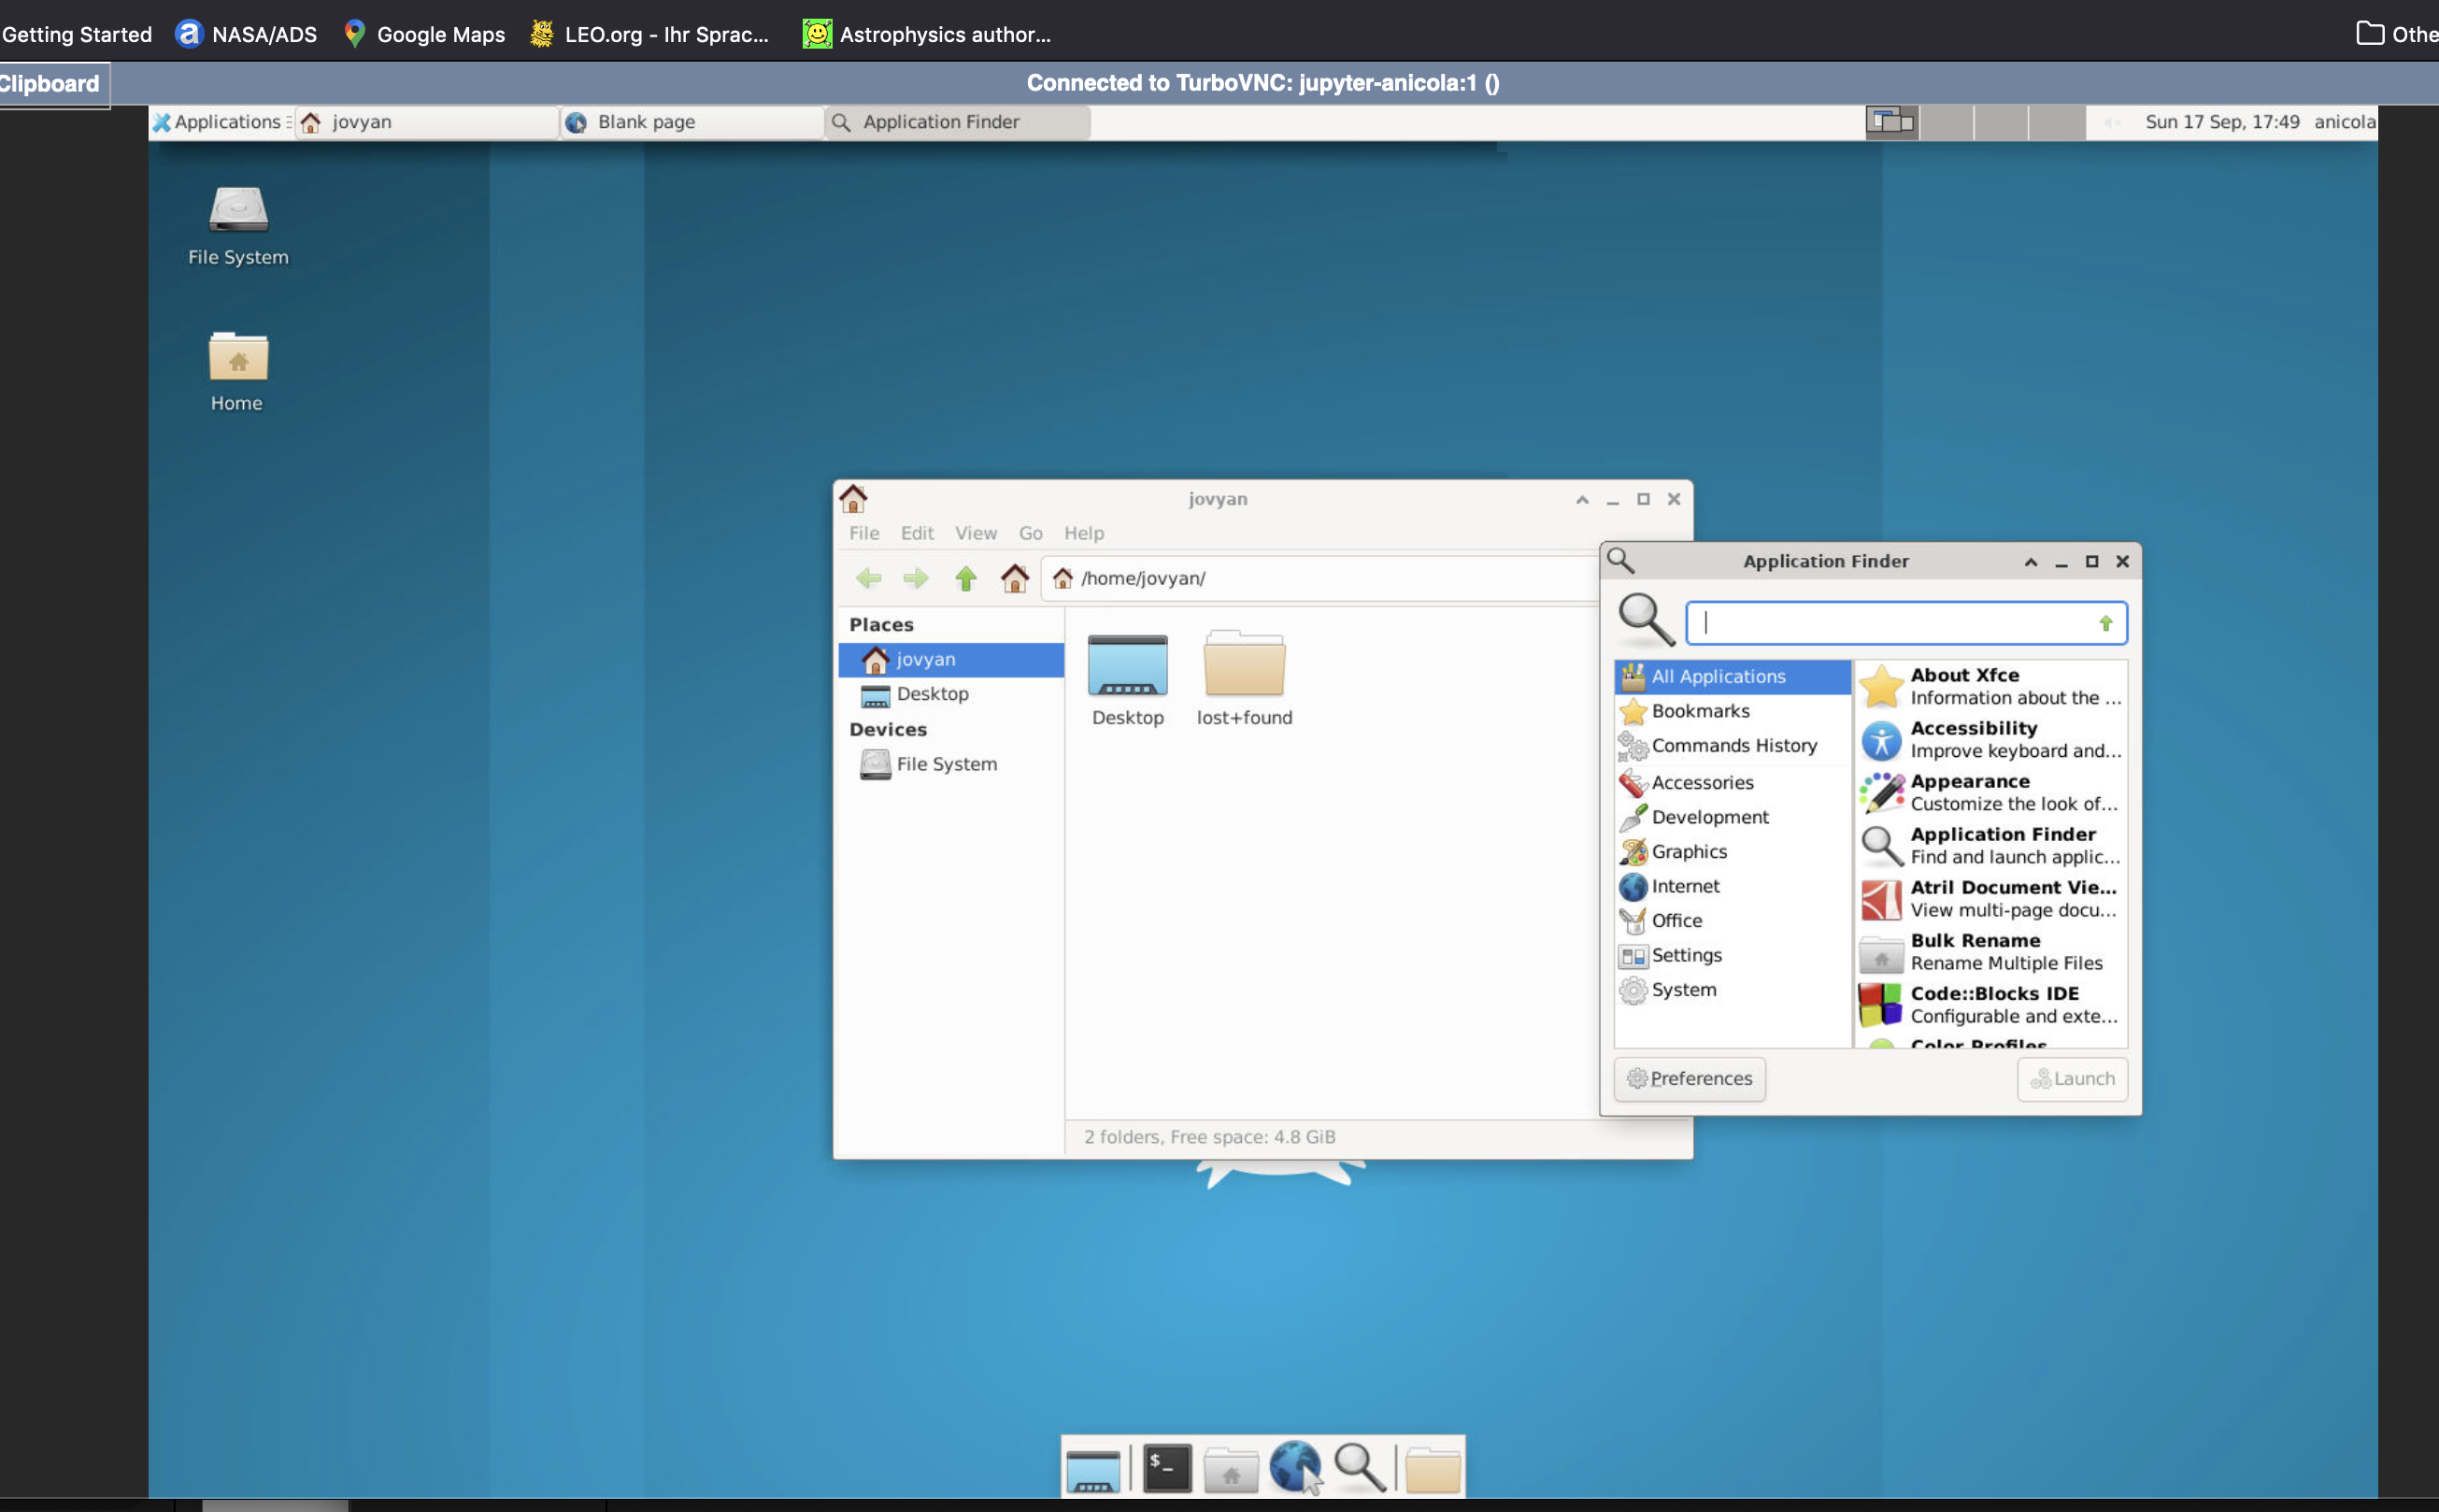 Getting Started NASA/ADS Google Maps LEO.org - Ihr Sprac... Astrophysics author... Othe
Clipboard Connected to TurboVNC: jupyter-anicola:1 ()
Applications jovyan Blank page Application Finder Sun 17 Sep, 17:49 anicola
File System
Home
jovyan
File Edit View Go Help
/home/jovyan/
Places
jovyan
Desktop
Devices
File System
Desktop lost+found
2 folders, Free space: 4.8 GiB
Application Finder
All Applications
Bookmarks
Commands History
Accessories
Development
Graphics
Internet
Office
Settings
System
About Xfce
Information about the ...
Accessibility
Improve keyboard and...
Appearance
Customize the look of...
Application Finder
Find and launch applic...
Atril Document Vie...
View multi-page docu...
Bulk Rename
Rename Multiple Files
Code::Blocks IDE
Configurable and exte...
Color Profiles
Preferences Launch
$_